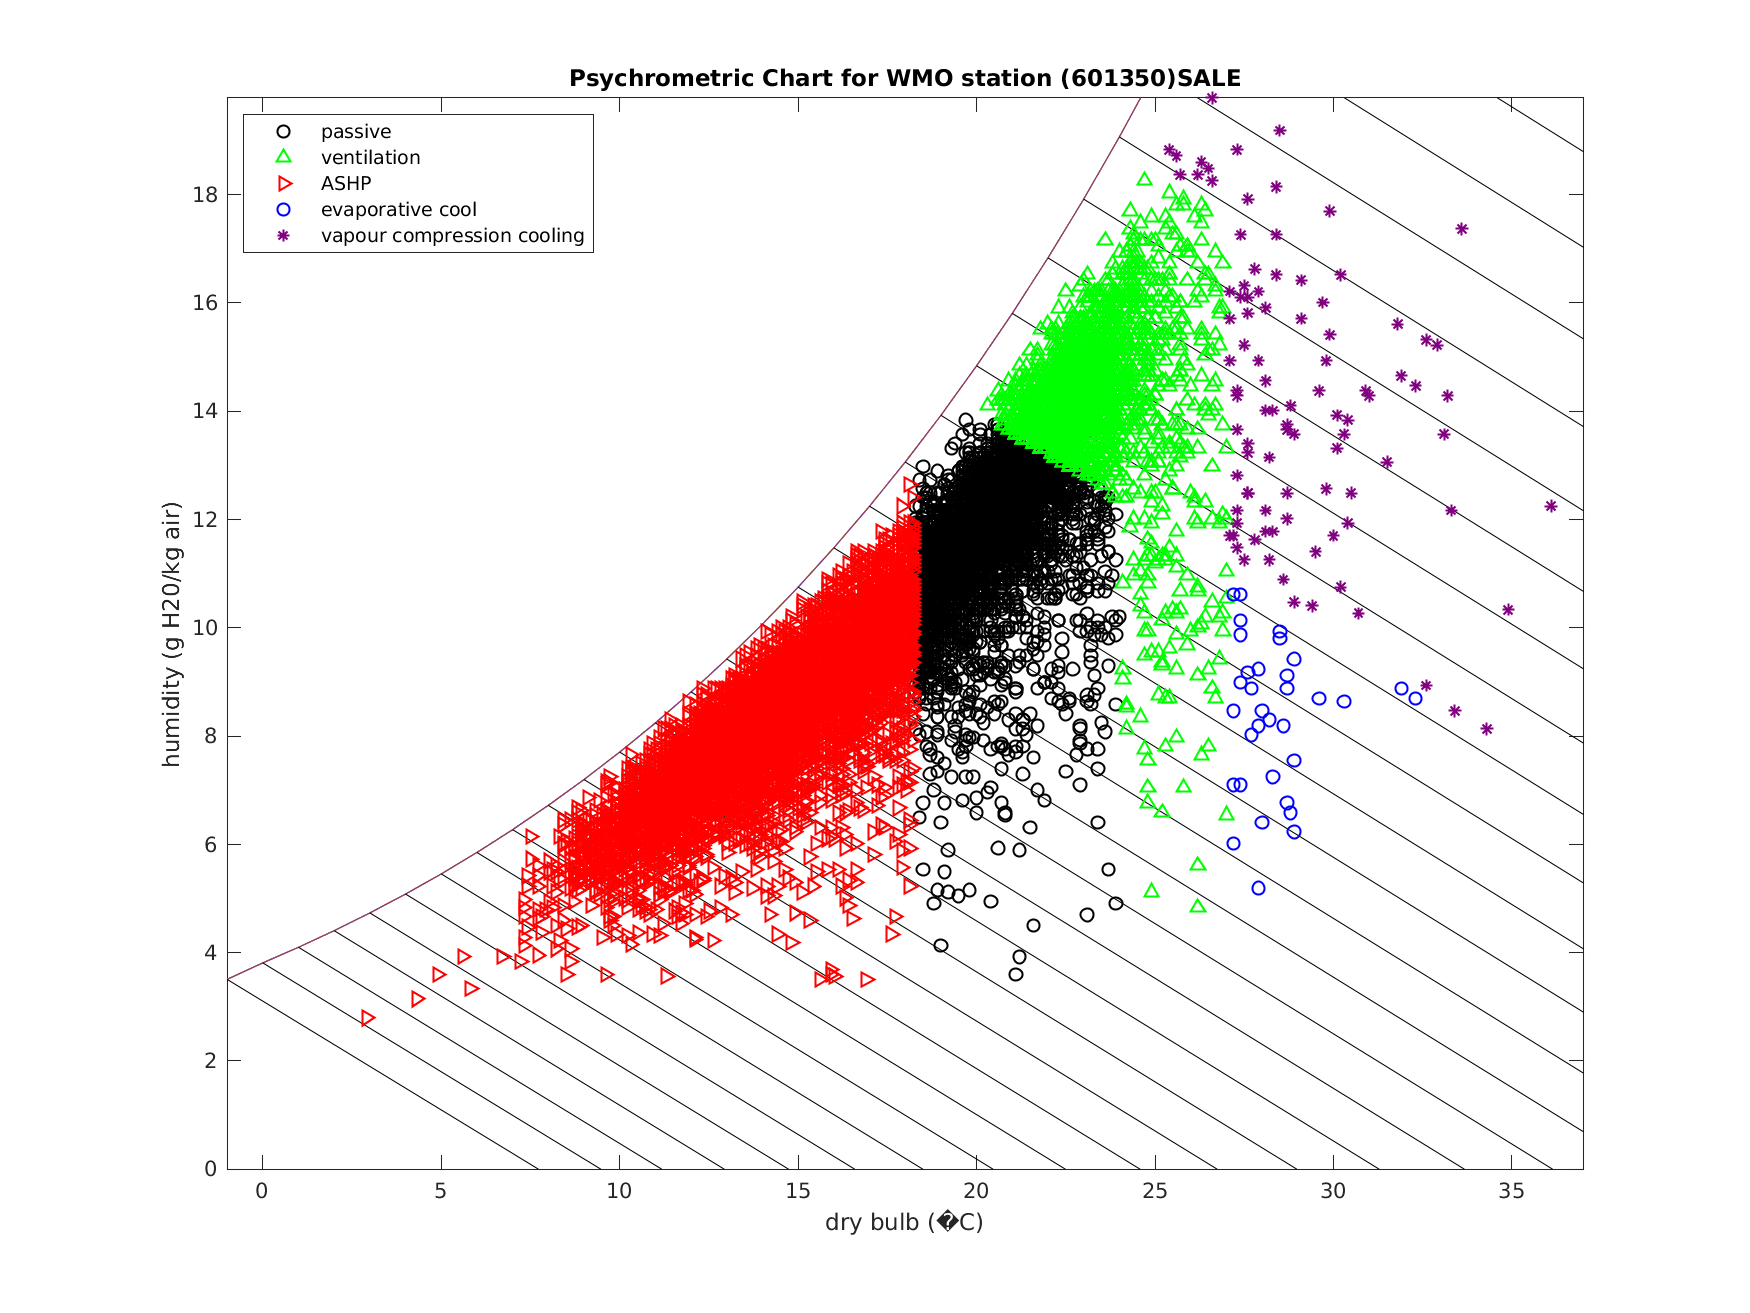 Psychrometric Chart for WMO station (601350)SALE
passive
ventilation
ASHP
evaporative cool
vapour compression cooling
humidity (g H20/kg air)
18
16
14
12
10
8
6
4
2
0
0 5 10 15 20 25 30 35
dry bulb (�C)